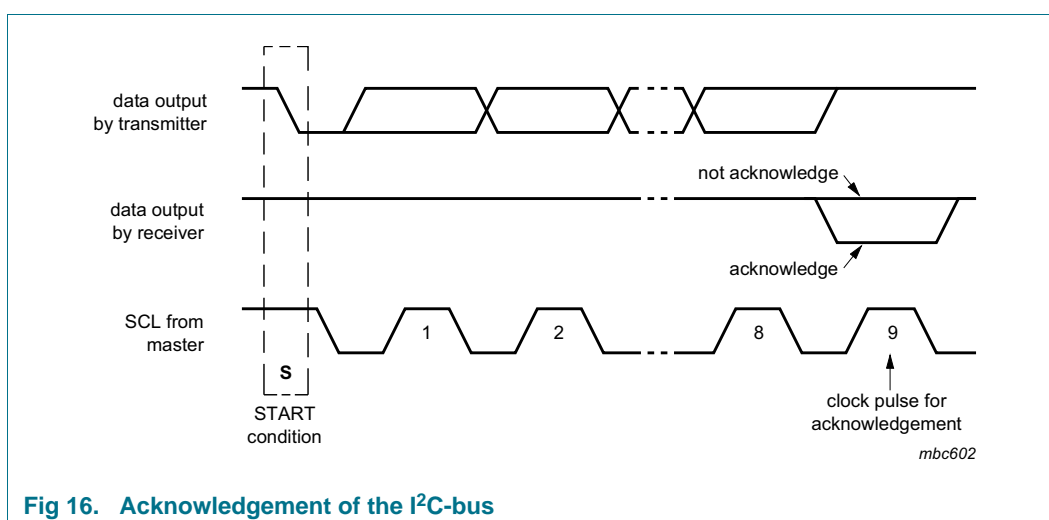 data output
by transmitter
not acknowledge
data output
by receiver
acknowledge
SCL from
master
1
2
8
9
S
START
condition
clock pulse for
acknowledgement
mbc602
Fig 16. Acknowledgement of the I²C-bus